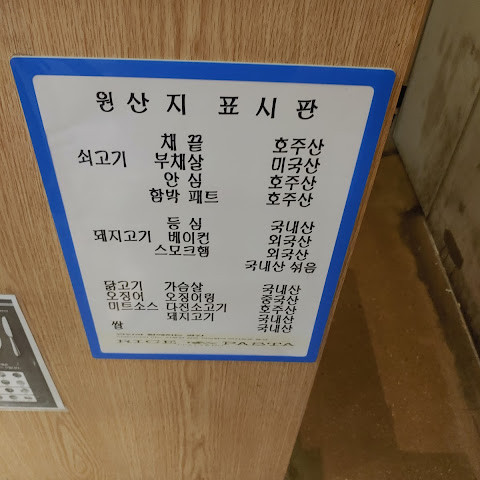 원산지 표시판
채끝 호주산
쇠고기 부채살 미국산
안심 호주산
함박 패트 호주산
등심 국내산
돼지고기 베이컨 외국산
스모크햄 외국산
국내산 섞음
닭고기 가슴살 국내산
오징어 오징어링 중국산
미트소스 다진소고기 호주산
돼지고기 국내산
쌀 국내산
RICE PASTA